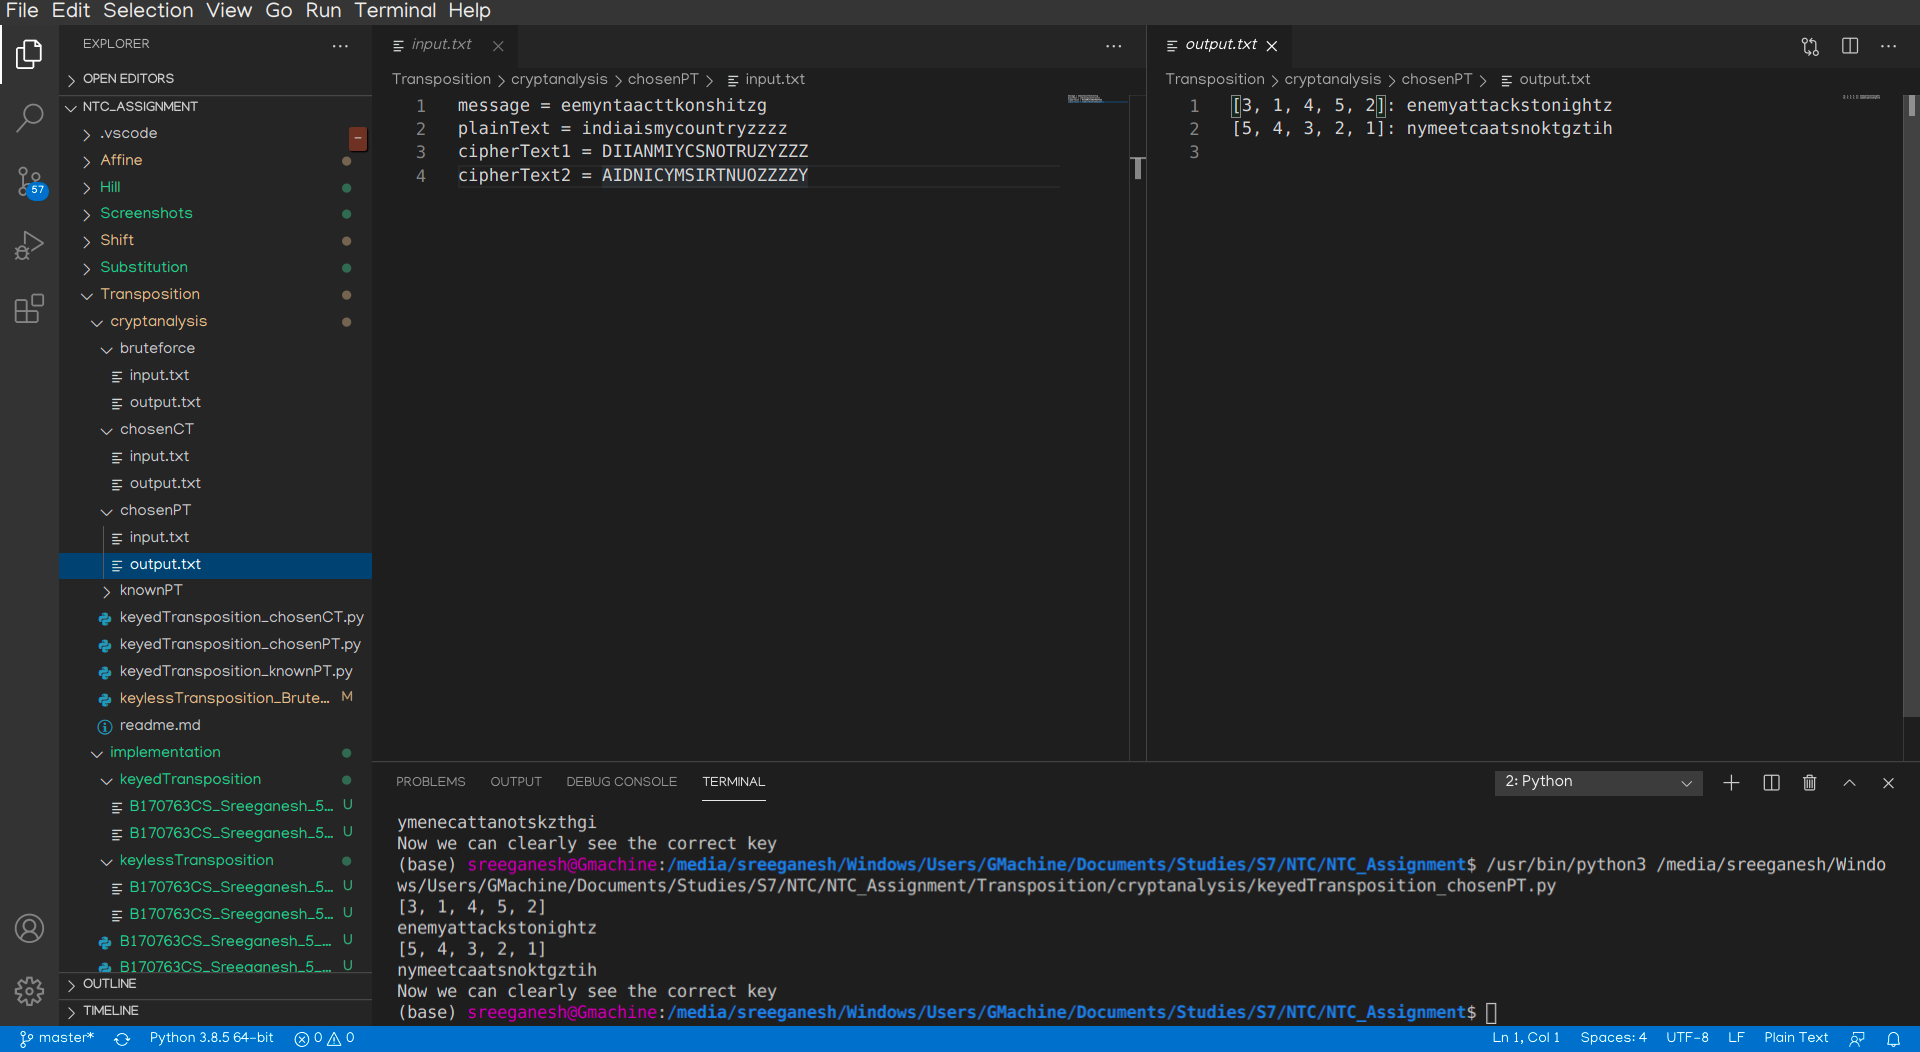 File Edit Selection View Go Run Terminal Help
EXPLORER
OPEN EDITORS
NTC_ASSIGNMENT
.vscode
Affine
Hill
Screenshots
Shift
Substitution
Transposition
cryptanalysis
bruteforce
input.txt
output.txt
chosenCT
input.txt
output.txt
chosenPT
input.txt
output.txt
knownPT
keyedTransposition_chosenCT.py
keyedTransposition_chosenPT.py
keyedTransposition_knownPT.py
keylessTransposition_Brute... M
readme.md
implementation
keyedTransposition
B170763CS_Sreeganesh_5... U
B170763CS_Sreeganesh_5... U
keylessTransposition
B170763CS_Sreeganesh_5... U
B170763CS_Sreeganesh_5... U
B170763CS_Sreeganesh_5_... U
B170763CS_Sreeganesh_5_... U
OUTLINE
TIMELINE
57
input.txt
Transposition > cryptanalysis > chosenPT > input.txt
1 message = eemyntaacttkonshitzg
2 plainText = indiaismycountryzzzz
3 cipherText1 = DIIANMIYCSNOTRUZYZZZ
4 cipherText2 = AIDNICYMSIRTNUOZZZZY
output.txt
Transposition > cryptanalysis > chosenPT > output.txt
1 [3, 1, 4, 5, 2]: enemyattackstonightz
2 [5, 4, 3, 2, 1]: nymeetcaatsnoktgztih
3
PROBLEMS OUTPUT DEBUG CONSOLE TERMINAL
2: Python
ymenecattanotskzthgi
Now we can clearly see the correct key
(base) sreeganesh@Gmachine:/media/sreeganesh/Windows/Users/GMachine/Documents/Studies/S7/NTC/NTC_Assignment$ /usr/bin/python3 /media/sreeganesh/Windo
ws/Users/GMachine/Documents/Studies/S7/NTC/NTC_Assignment/Transposition/cryptanalysis/keyedTransposition_chosenPT.py
[3, 1, 4, 5, 2]
enemyattackstonightz
[5, 4, 3, 2, 1]
nymeetcaatsnoktgztih
Now we can clearly see the correct key
(base) sreeganesh@Gmachine:/media/sreeganesh/Windows/Users/GMachine/Documents/Studies/S7/NTC/NTC_Assignment$
master* Python 3.8.5 64-bit 0 0 Ln 1, Col 1 Spaces: 4 UTF-8 LF Plain Text